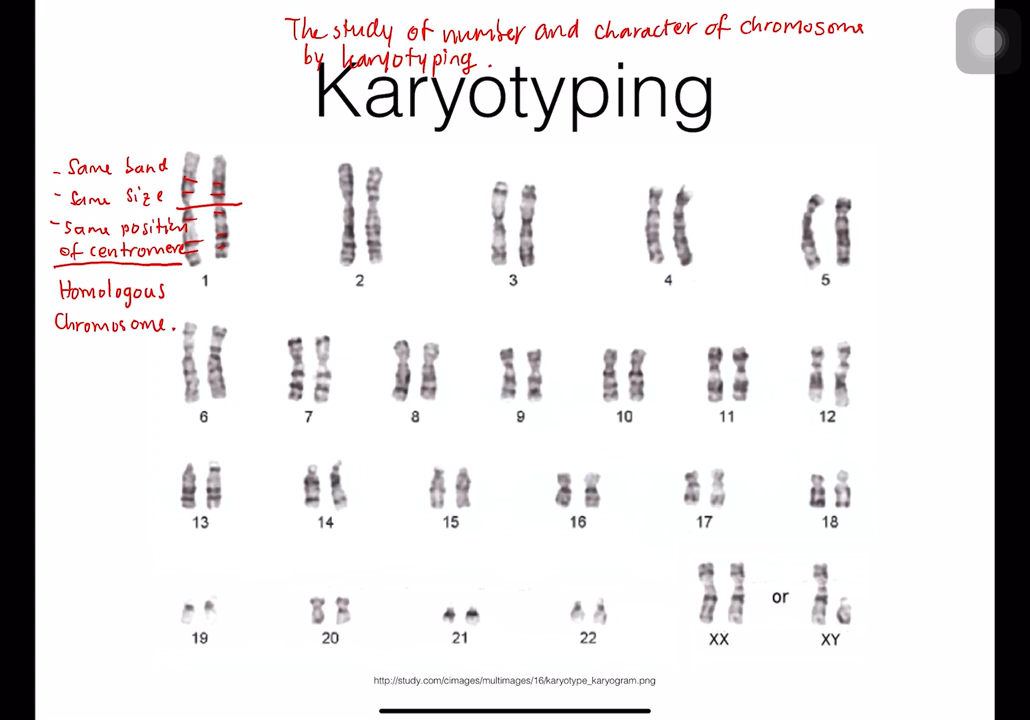 The study of number and character of chromosome
by karyotyping.
Karyotyping
- Same band
- Same size
- Same position
of centromere
Homologous
Chromosome.
1 2 3 4 5
6 7 8 9 10 11 12
13 14 15 16 17 18
or
19 20 21 22 XX XY
http://study.com/cimages/multimages/16/karyotype_karyogram.png